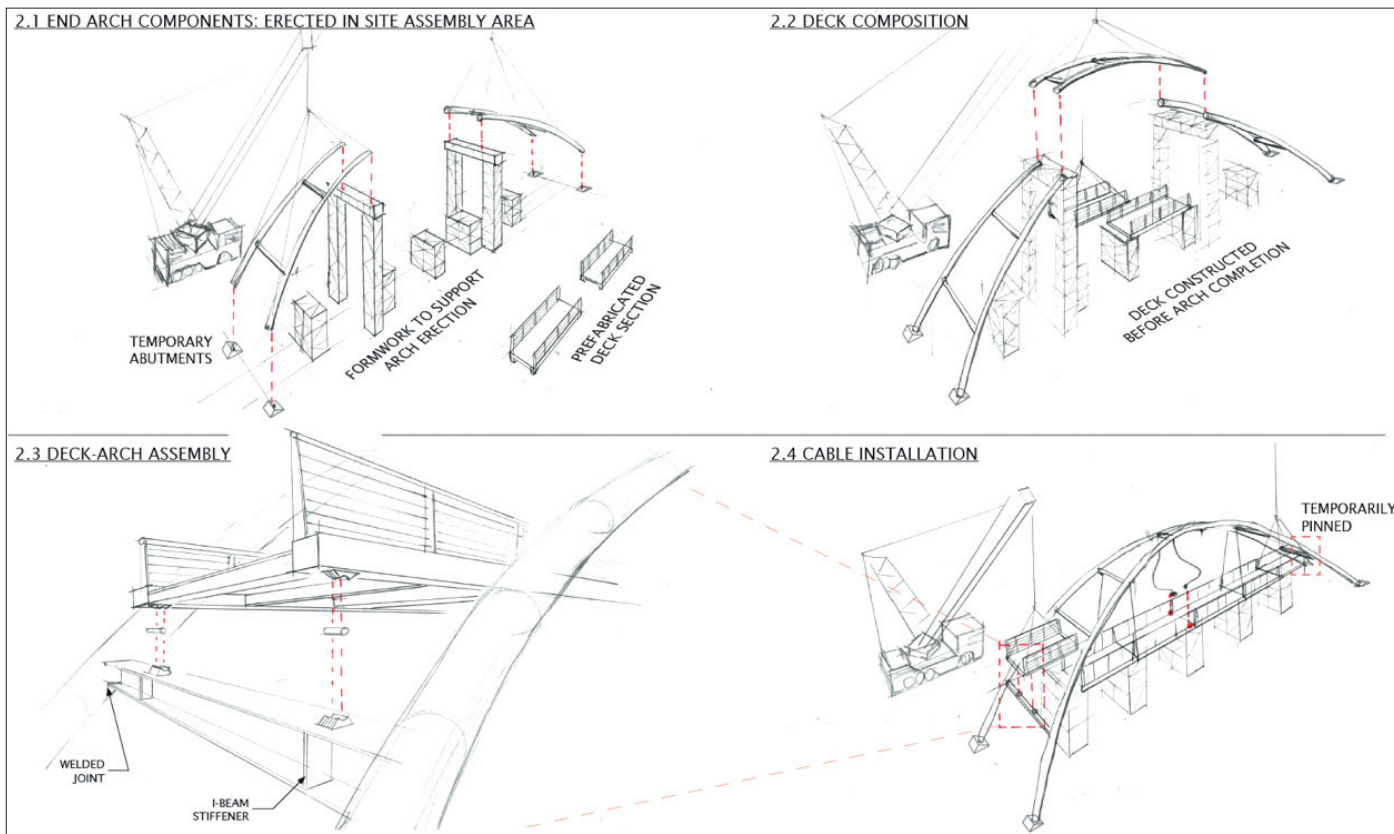 2.1 END ARCH COMPONENTS: ERECTED IN SITE ASSEMBLY AREA
TEMPORARY
ABUTMENTS
FORMWORK TO SUPPORT
ARCH ERECTION
PREFABRICATED
DECK SECTION
2.2 DECK COMPOSITION
DECK CONSTRUCTED
BEFORE ARCH COMPLETION
2.3 DECK-ARCH ASSEMBLY
WELDED
JOINT
I-BEAM
STIFFENER
2.4 CABLE INSTALLATION
TEMPORARILY
PINNED